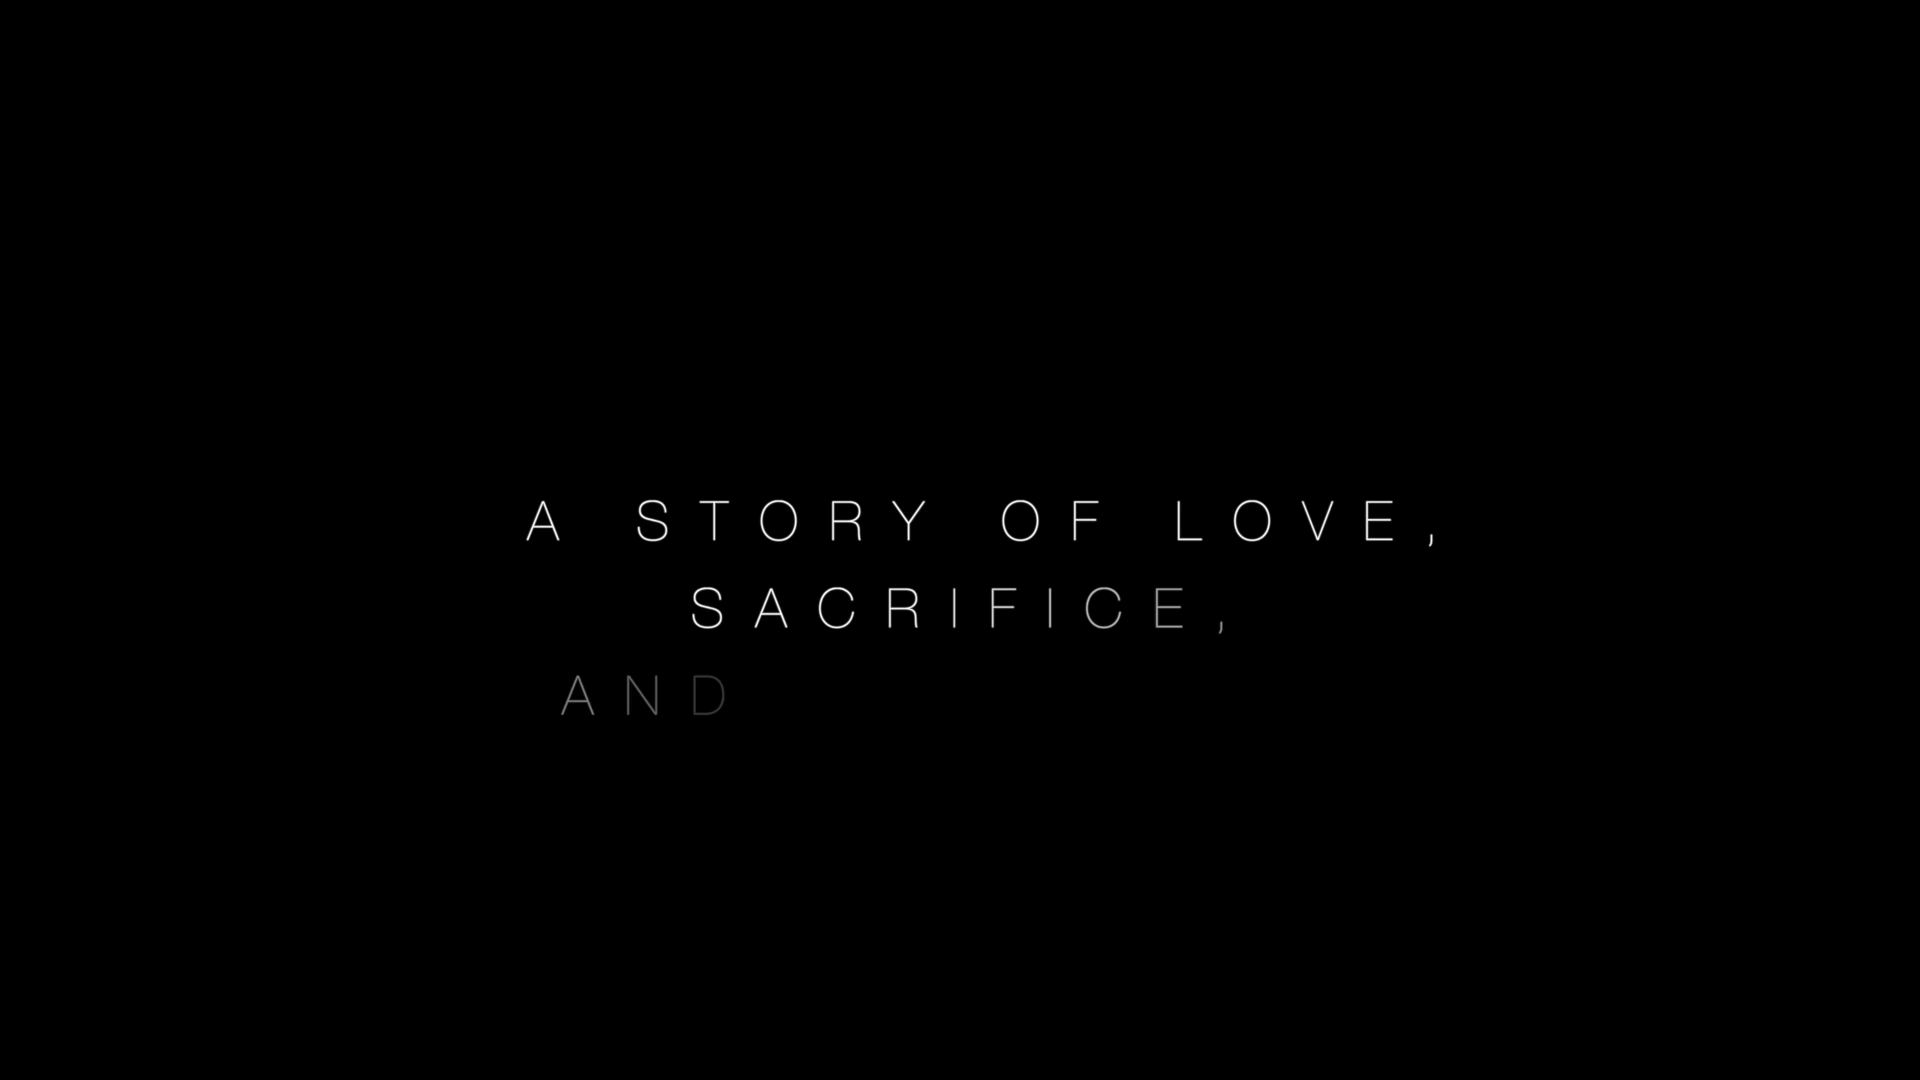 A STORY OF LOVE,
SACRIFICE,
AND